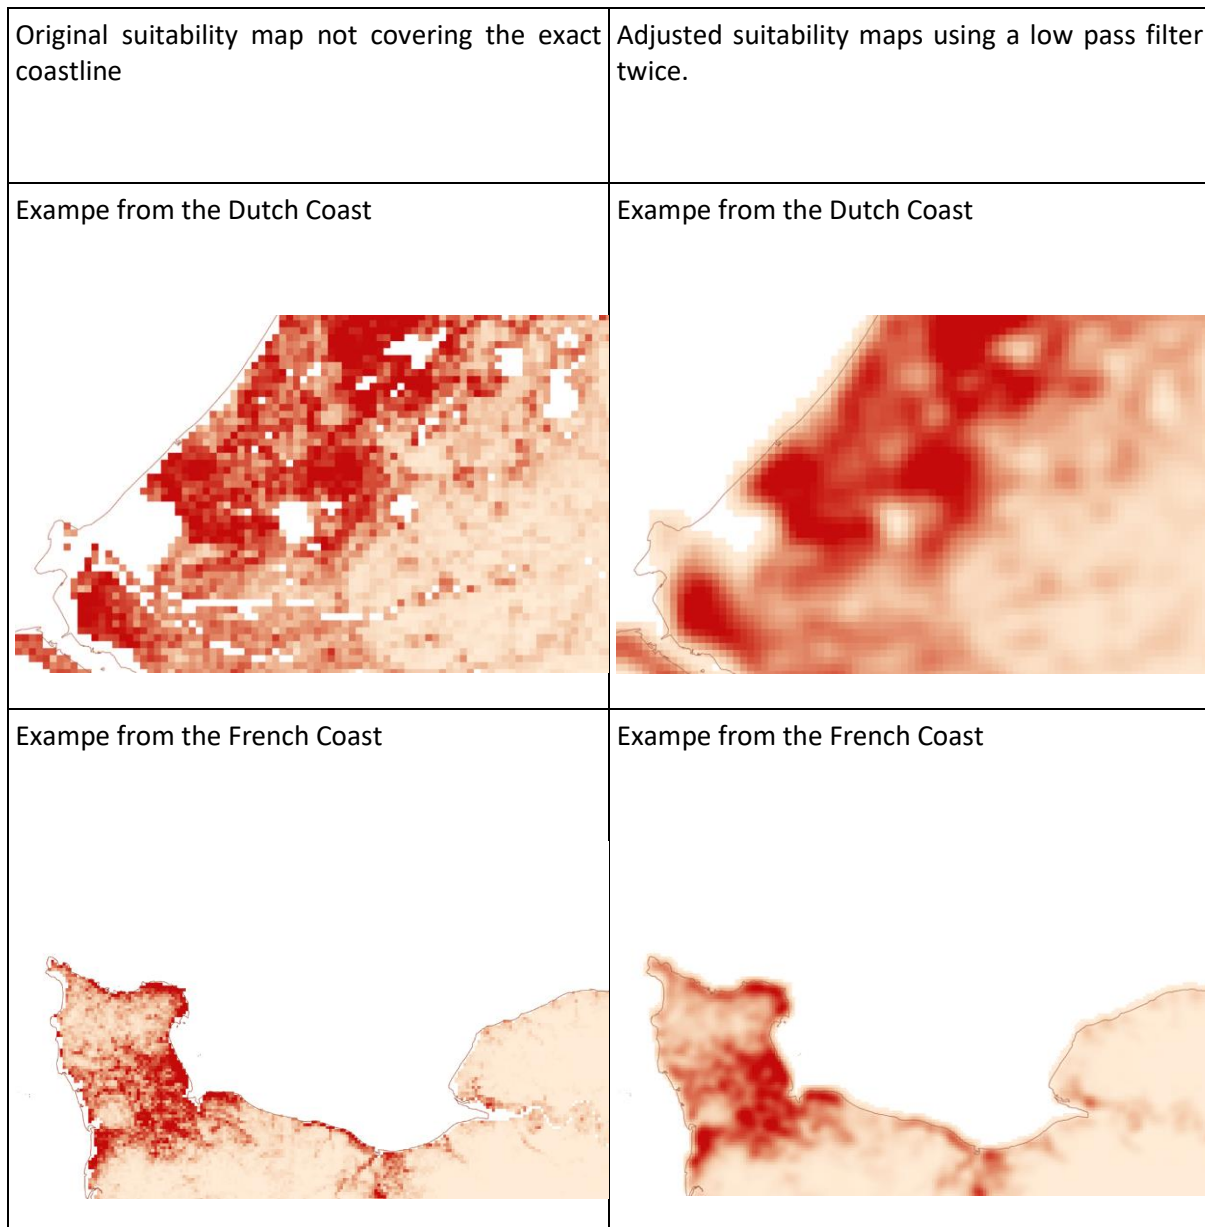 Original suitability map not covering the exact
coastline
Adjusted suitability maps using a low pass filter
twice.
Exampe from the Dutch Coast
Exampe from the Dutch Coast
Exampe from the French Coast
Exampe from the French Coast